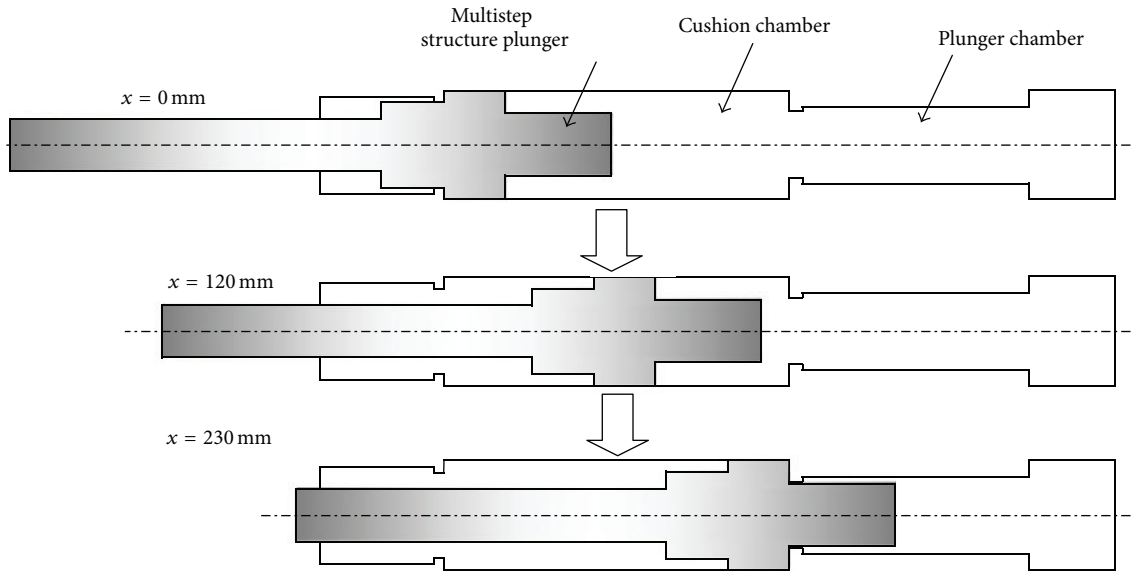 Multistep
structure plunger
Cushion chamber
Plunger chamber
x = 0 mm
x = 120 mm
x = 230 mm